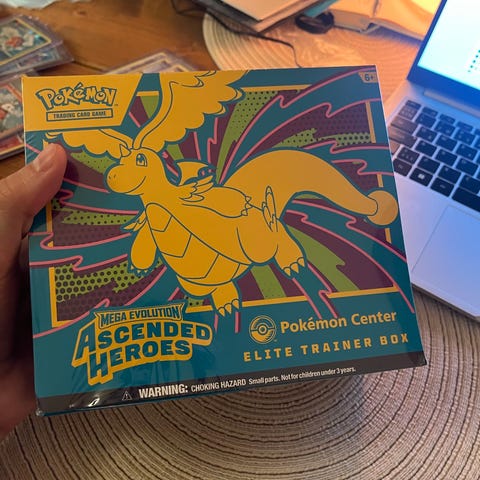 POKÉMON
TRADING CARD GAME
6+
MEGA EVOLUTION
ASCENDED
HEROES
Pokémon Center
ELITE TRAINER BOX
WARNING: CHOKING HAZARD Small parts. Not for children under 3 years.